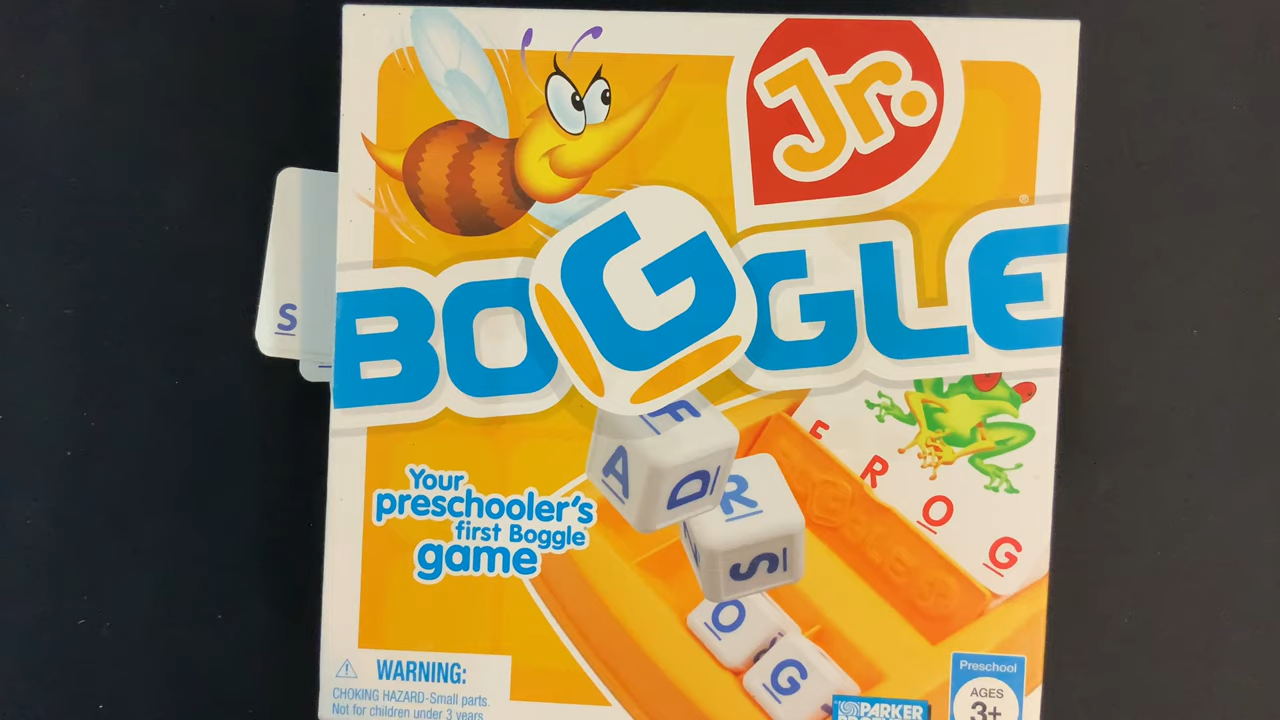 Jr.
®
BOGGLE
S
F
A
D
R
S
O
G
F
R
O
G
Your
preschooler's
first Boggle
game
WARNING:
CHOKING HAZARD-Small parts.
Not for children under 3 years
Preschool
AGES
3+
PARKER